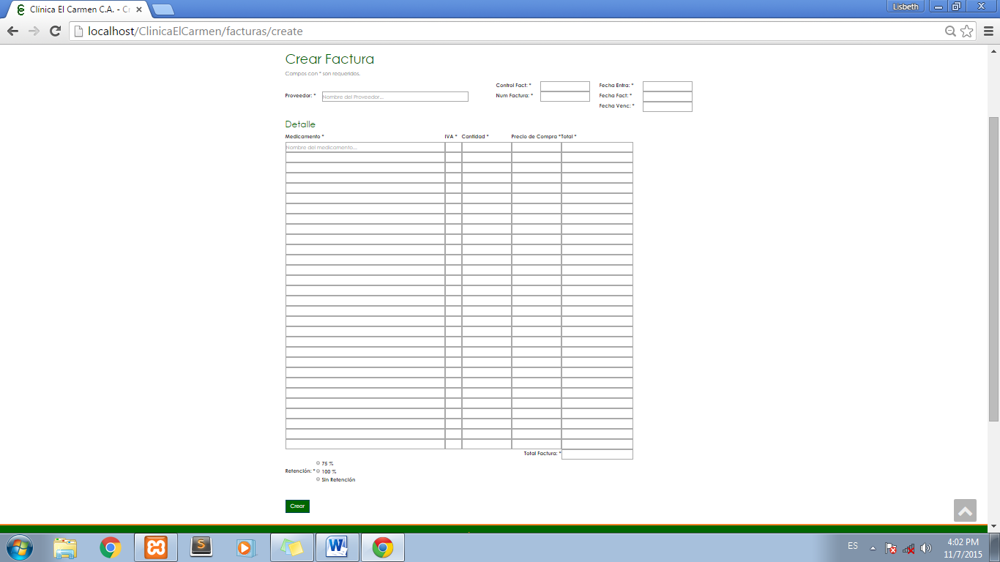 Clínica El Carmen C.A. - Cr
Lisbeth
localhost/ClinicaElCarmen/facturas/create
Crear Factura
Campos con * son requeridos.
Control Fact: * Fecha Entra: *
Proveedor: * Nombre del Proveedor... Num Factura: * Fecha Fact: *
Fecha Venc: *
Detalle
Medicamento * IVA * Cantidad * Precio de Compra * Total *
Nombre del medicamento...
Total Factura: *
75 %
Retención: * 100 %
Sin Retención
Crear
ES
4:02 PM
11/7/2015